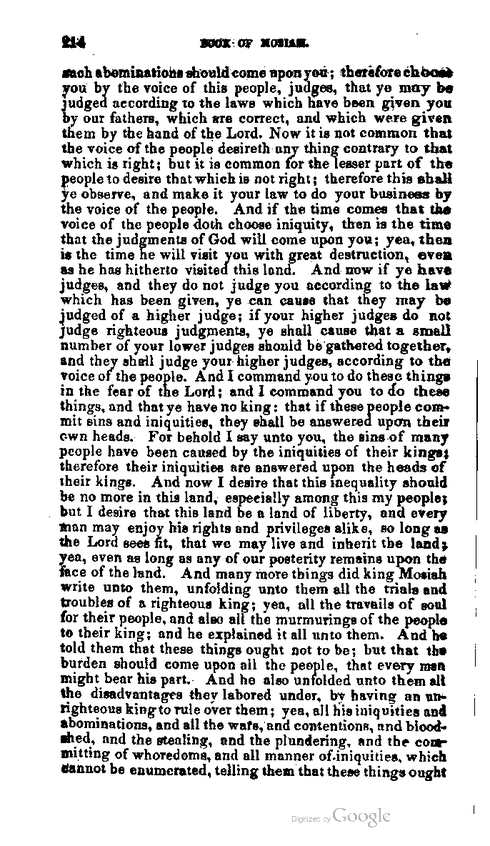 214 BOOK OF MOSIAH.
such abominations should come upon you; therefore choose
you by the voice of this people, judges, that ye may be
judged according to the laws which have been given you
by our fathers, which are correct, and which were given
them by the hand of the Lord. Now it is not common that
the voice of the people desireth any thing contrary to that
which is right; but it is common for the lesser part of the
people to desire that which is not right; therefore this shall
ye observe, and make it your law to do your business by
the voice of the people. And if the time comes that the
voice of the people doth choose iniquity, then is the time
that the judgments of God will come upon you; yea, then
is the time he will visit you with great destruction, even
as he has hitherto visited this land. And now if ye have
judges, and they do not judge you according to the law
which has been given, ye can cause that they may be
judged of a higher judge; if your higher judges do not
judge righteous judgments, ye shall cause that a small
number of your lower judges should be gathered together,
and they shall judge your higher judges, according to the
voice of the people. And I command you to do these things
in the fear of the Lord; and I command you to do these
things, and that ye have no king: that if these people com-
mit sins and iniquities, they shall be answered upon their
own heads. For behold I say unto you, the sins of many
people have been caused by the iniquities of their kings;
therefore their iniquities are answered upon the heads of
their kings. And now I desire that this inequality should
be no more in this land, especially among this my people;
but I desire that this land be a land of liberty, and every
man may enjoy his rights and privileges alike, so long as
the Lord sees fit, that we may live and inherit the land;
yea, even as long as any of our posterity remains upon the
face of the land. And many more things did king Mosiah
write unto them, unfolding unto them all the trials and
troubles of a righteous king; yea, all the travails of soul
for their people, and also all the murmurings of the people
to their king; and he explained it all unto them. And he
told them that these things ought not to be; but that the
burden should come upon all the people, that every man
might bear his part. And he also unfolded unto them all
the disadvantages they labored under, by having an un-
righteous king to rule over them; yea, all his iniquities and
abominations, and all the wars, and contentions, and blood-
shed, and the stealing, and the plundering, and the com-
mitting of whoredoms, and all manner of iniquities, which
cannot be enumerated, telling them that these things ought
Digitized by Google